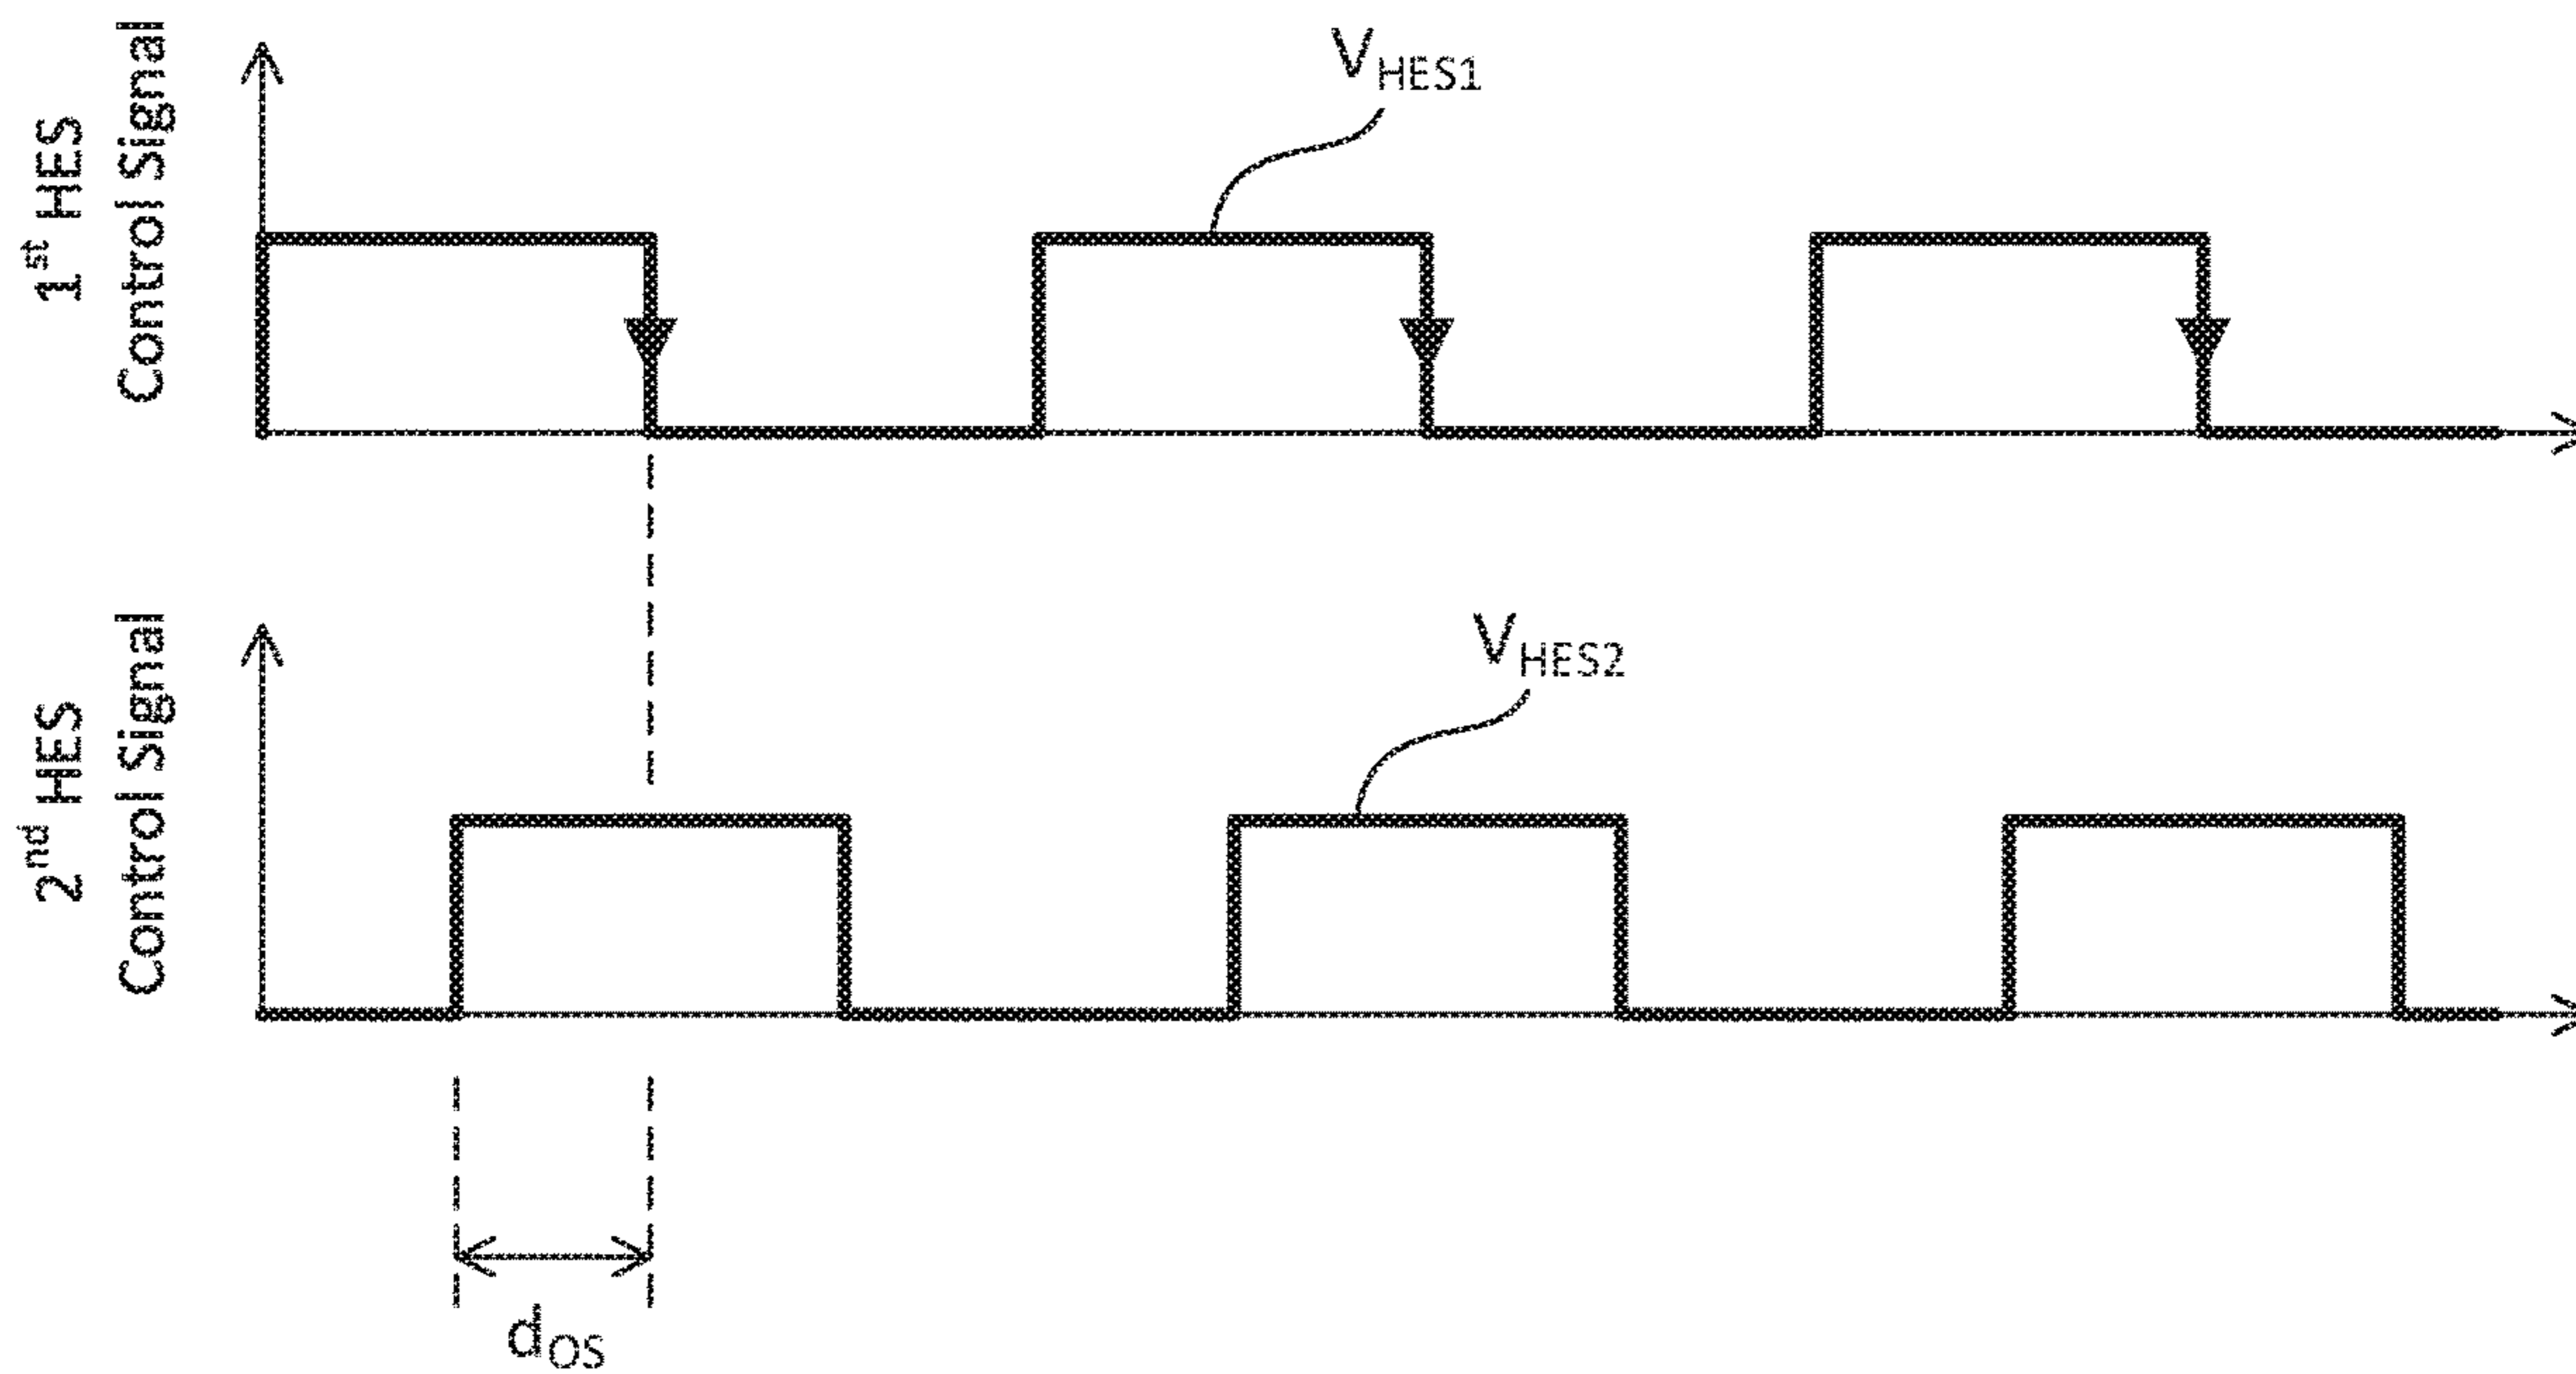 1st HES
Control Signal
VHES1
2nd HES
Control Signal
VHES2
dOS